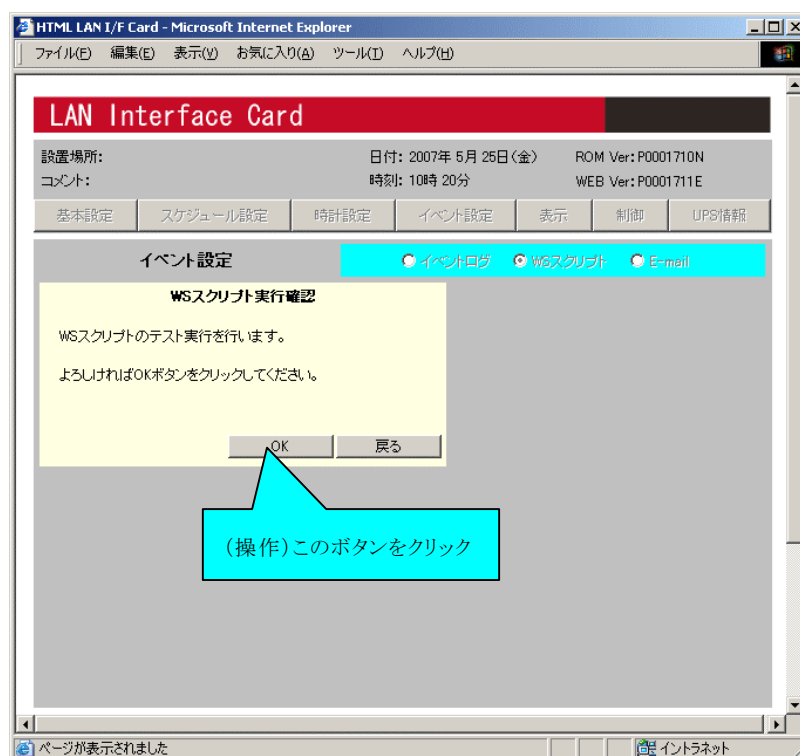 HTML LAN I/F Card - Microsoft Internet Explorer
ファイル(F) 編集(E) 表示(V) お気に入り(A) ツール(T) ヘルプ(H)
LAN Interface Card
設置場所: 日付: 2007年 5月 25日(金) ROM Ver: P0001710N
コメント: 時刻: 10時 20分 WEB Ver: P0001711E
基本設定 スケジュール設定 時計設定 イベント設定 表示 制御 UPS情報
イベント設定 イベントログ WSスクリプト E-mail
WSスクリプト実行確認
WSスクリプトのテスト実行を行います。
よろしければOKボタンをクリックしてください。
OK 戻る
(操作)このボタンをクリック
ページが表示されました イントラネット